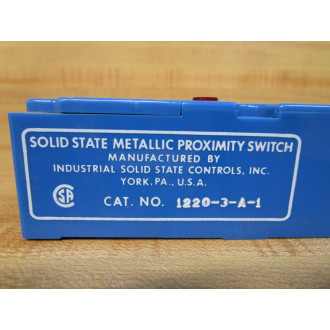 SOLID STATE METALLIC PROXIMITY SWITCH
MANUFACTURED BY
INDUSTRIAL SOLID STATE CONTROLS, INC.
YORK, PA., U.S.A.
CAT. NO. 1220-3-A-1